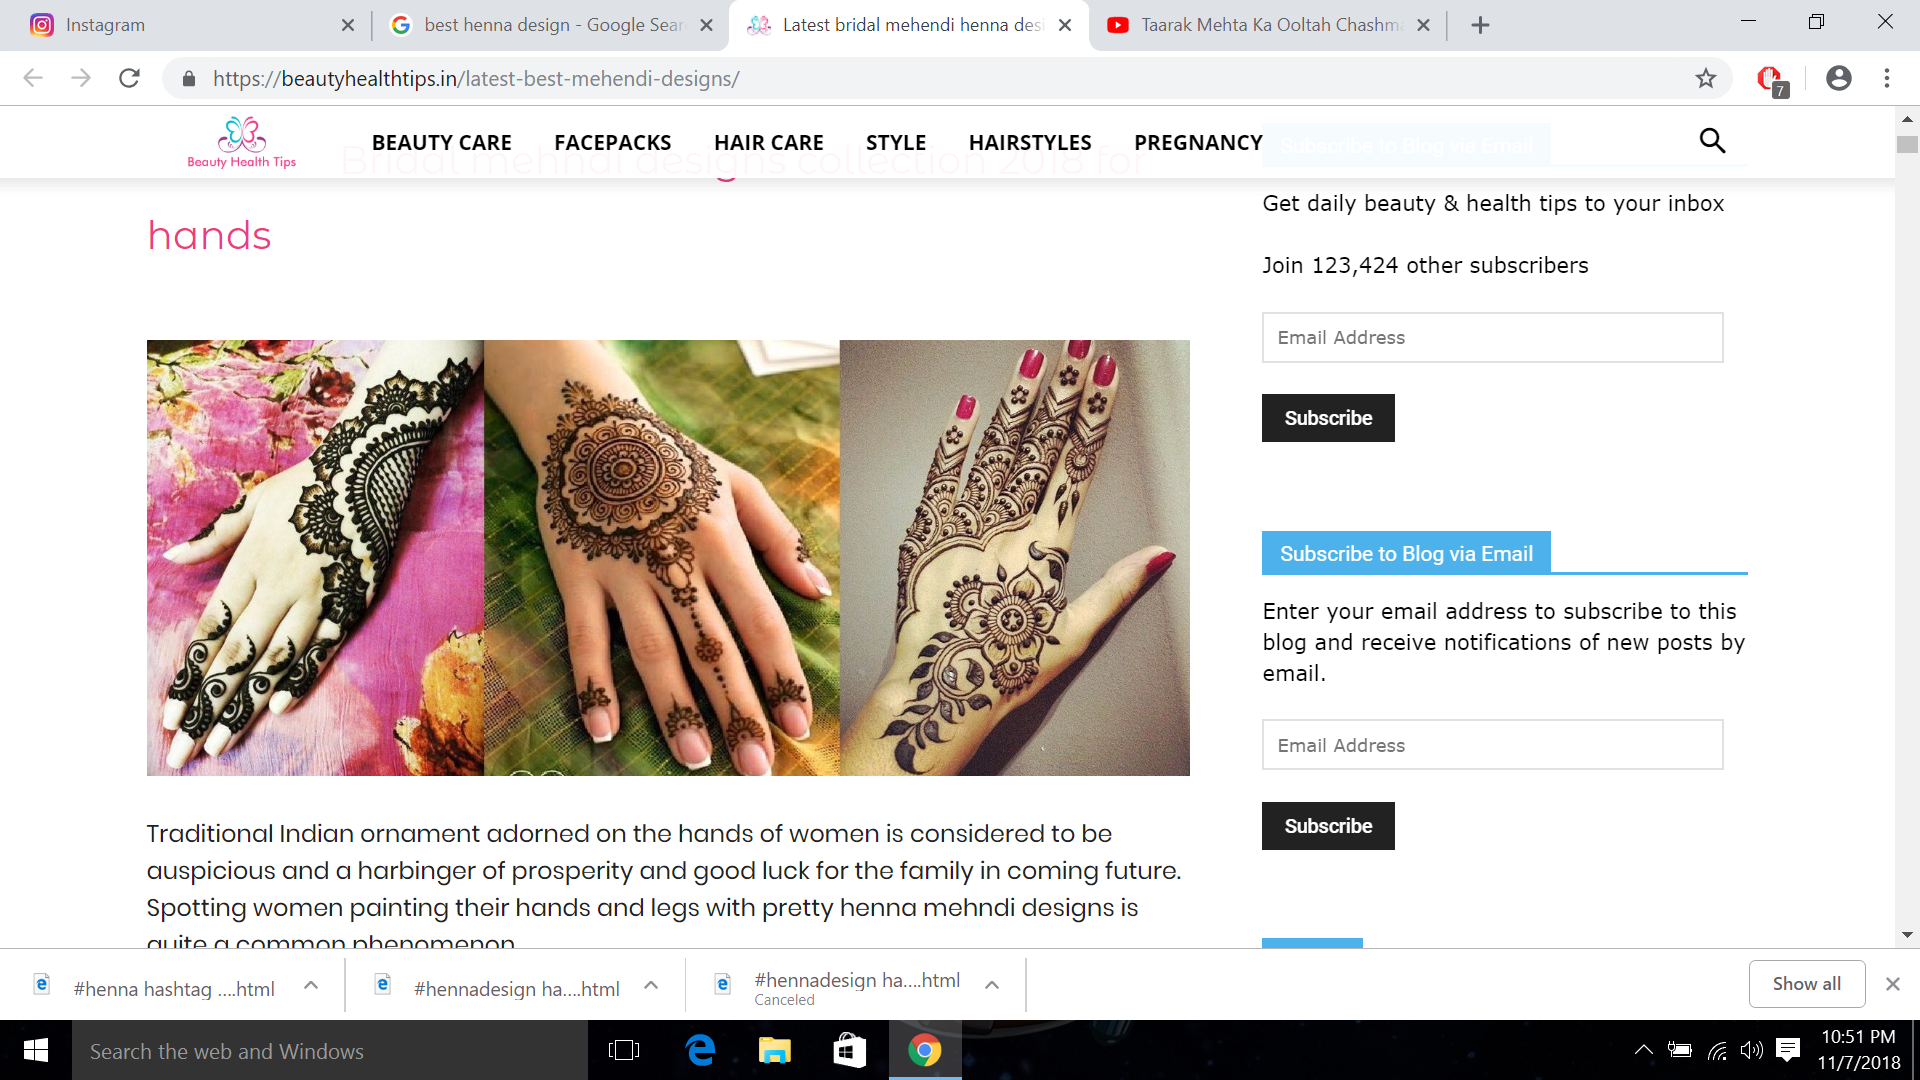 Instagram
best henna design - Google Sear
Latest bridal mehendi henna desi
Taarak Mehta Ka Ooltah Chashma
https://beautyhealthtips.in/latest-best-mehendi-designs/
7
Beauty Health Tips
BEAUTY CARE
FACEPACKS
HAIR CARE
STYLE
HAIRSTYLES
PREGNANCY
Subscribe to Blog via Email
Bridal mehndi designs collection 2018 for
hands
Traditional Indian ornament adorned on the hands of women is considered to be
auspicious and a harbinger of prosperity and good luck for the family in coming future.
Spotting women painting their hands and legs with pretty henna mehndi designs is
quite a common phenomenon.
Get daily beauty & health tips to your inbox
Join 123,424 other subscribers
Email Address
Subscribe
Subscribe to Blog via Email
Enter your email address to subscribe to this
blog and receive notifications of new posts by
email.
Email Address
Subscribe
#henna hashtag ....html
#hennadesign ha....html
#hennadesign ha....html
Canceled
Show all
Search the web and Windows
10:51 PM
11/7/2018